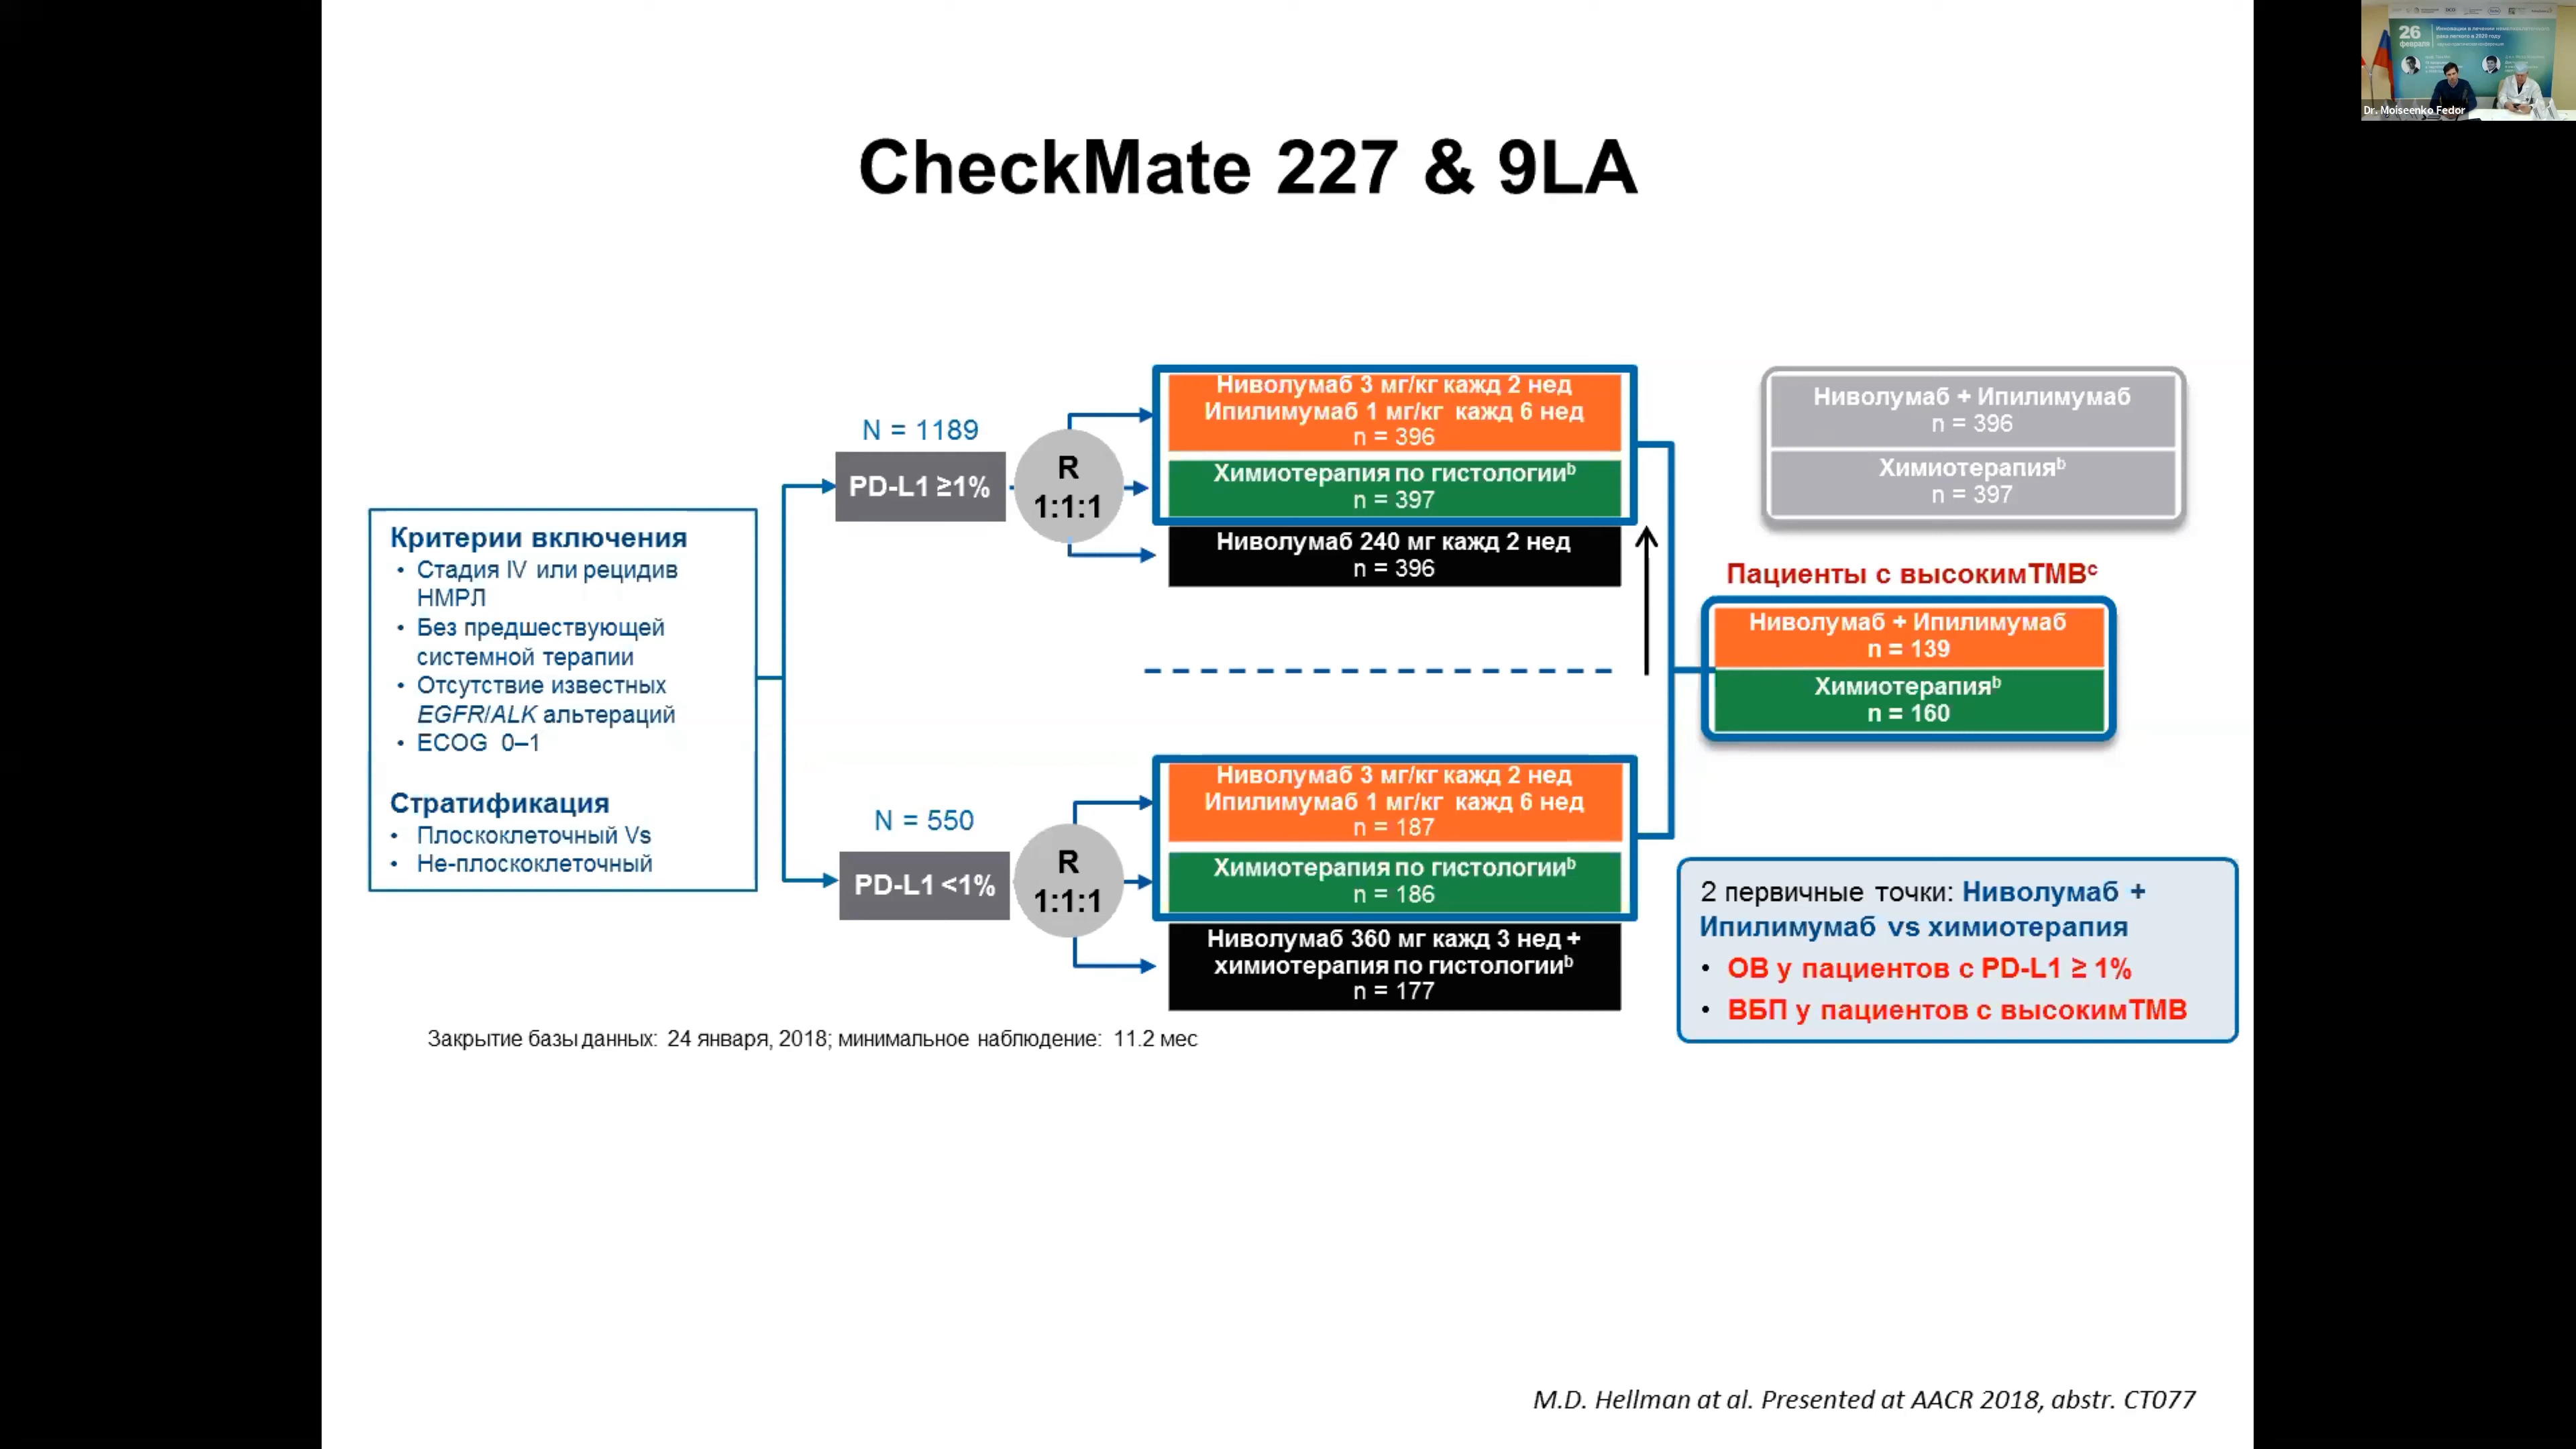 CheckMate 227 & 9LA
Критерии включения
• Стадия IV или рецидив
НМРЛ
• Без предшествующей
системной терапии
• Отсутствие известных
EGFR/ALK альтераций
• ECOG 0–1
Стратификация
• Плоскоклеточный Vs
• Не-плоскоклеточный
N = 1189
PD-L1 ≥1%
R
1:1:1
Ниволумаб 3 мг/кг кажд 2 нед
Ипилимумаб 1 мг/кг кажд 6 нед
n = 396
Химиотерапия по гистологииᵇ
n = 397
Ниволумаб 240 мг кажд 2 нед
n = 396
N = 550
PD-L1 <1%
R
1:1:1
Ниволумаб 3 мг/кг кажд 2 нед
Ипилимумаб 1 мг/кг кажд 6 нед
n = 187
Химиотерапия по гистологииᵇ
n = 186
Ниволумаб 360 мг кажд 3 нед +
химиотерапия по гистологииᵇ
n = 177
Ниволумаб + Ипилимумаб
n = 396
Химиотерапияᵇ
n = 397
Пациенты с высокимТМВᶜ
Ниволумаб + Ипилимумаб
n = 139
Химиотерапияᵇ
n = 160
2 первичные точки: Ниволумаб +
Ипилимумаб vs химиотерапия
• ОВ у пациентов с PD-L1 ≥ 1%
• ВБП у пациентов с высокимТМВ
Закрытие базы данных: 24 января, 2018; минимальное наблюдение: 11.2 мес
M.D. Hellman at al. Presented at AACR 2018, abstr. CT077
26
февраля
Dr. Moiseenko Fedor